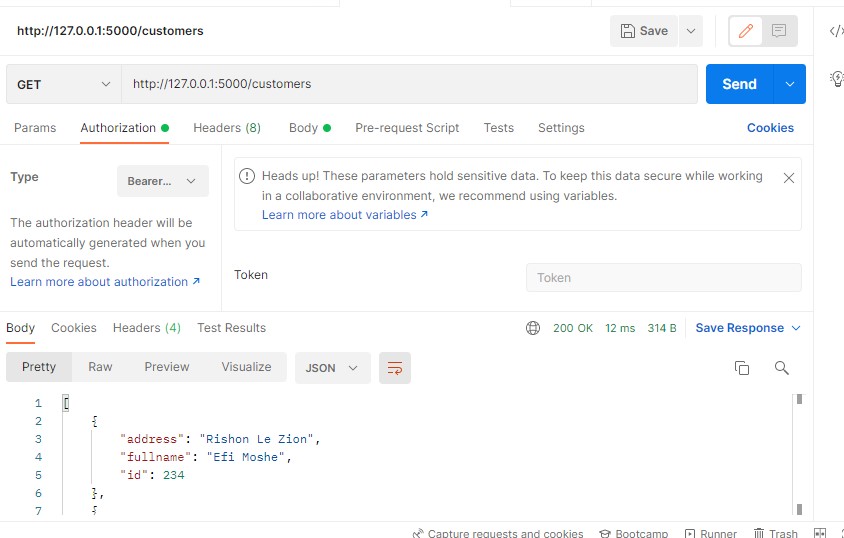 http://127.0.0.1:5000/customers
Save
GET
http://127.0.0.1:5000/customers
Send
Params Authorization Headers (8) Body Pre-request Script Tests Settings Cookies
Type
Bearer...
The authorization header will be
automatically generated when you
send the request.
Learn more about authorization ↗
Heads up! These parameters hold sensitive data. To keep this data secure while working
in a collaborative environment, we recommend using variables.
Learn more about variables ↗
Token
Token
Body Cookies Headers (4) Test Results 200 OK 12 ms 314 B Save Response
Pretty Raw Preview Visualize JSON
1 [
2 {
3 "address": "Rishon Le Zion",
4 "fullname": "Efi Moshe",
5 "id": 234
6 },
7 {
Capture requests and cookies Bootcamp Runner Trash